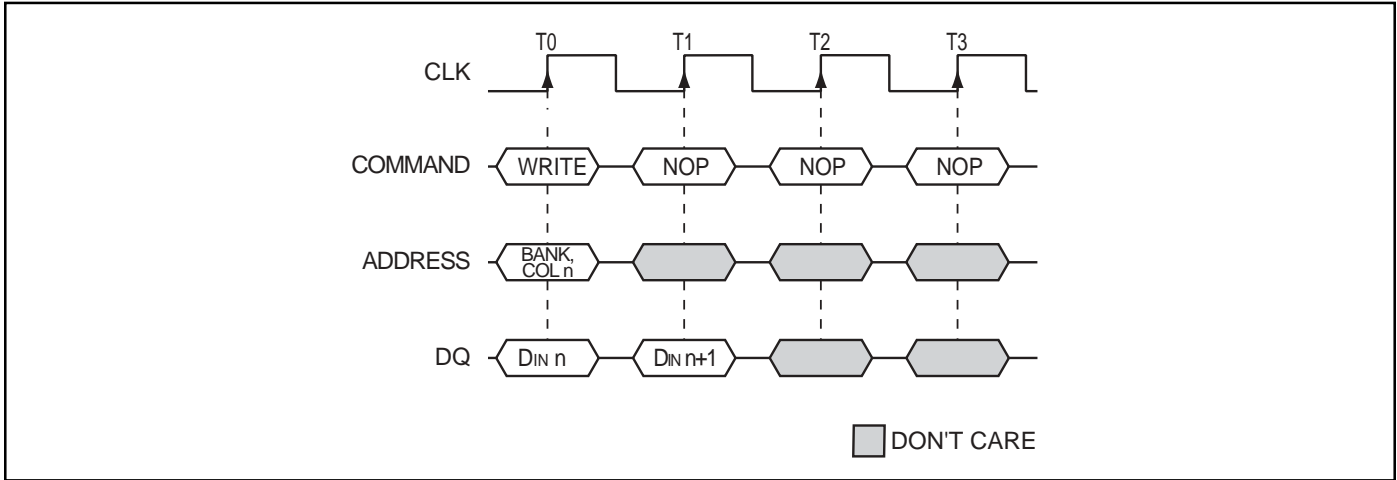 T0 T1 T2 T3
CLK
COMMAND WRITE NOP NOP NOP
ADDRESS BANK,
COL n
DQ DIN n DIN n+1
DON'T CARE